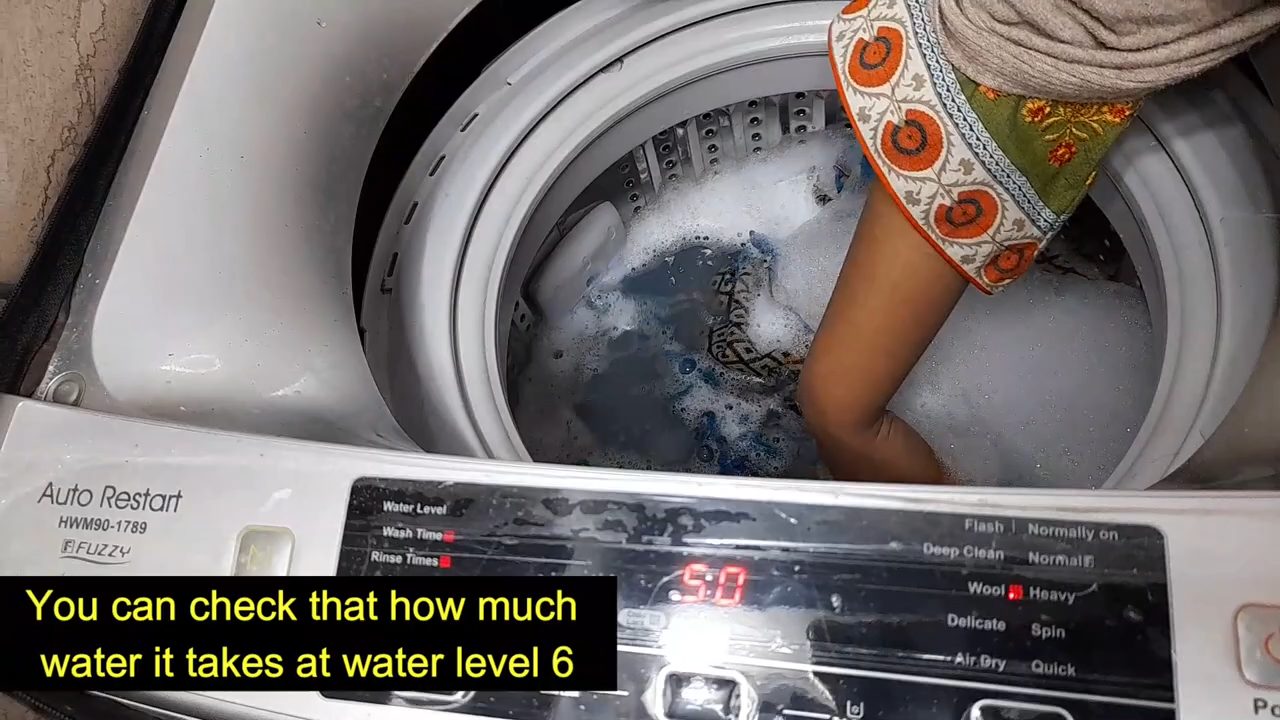 Auto Restart
HWM90-1789
FUZZY
Water Level
Wash Time
Rinse Times
50
Flash
Normally on
Deep Clean
Normal
Wool
Heavy
Delicate
Spin
Air Dry
Quick
You can check that how much
water it takes at water level 6